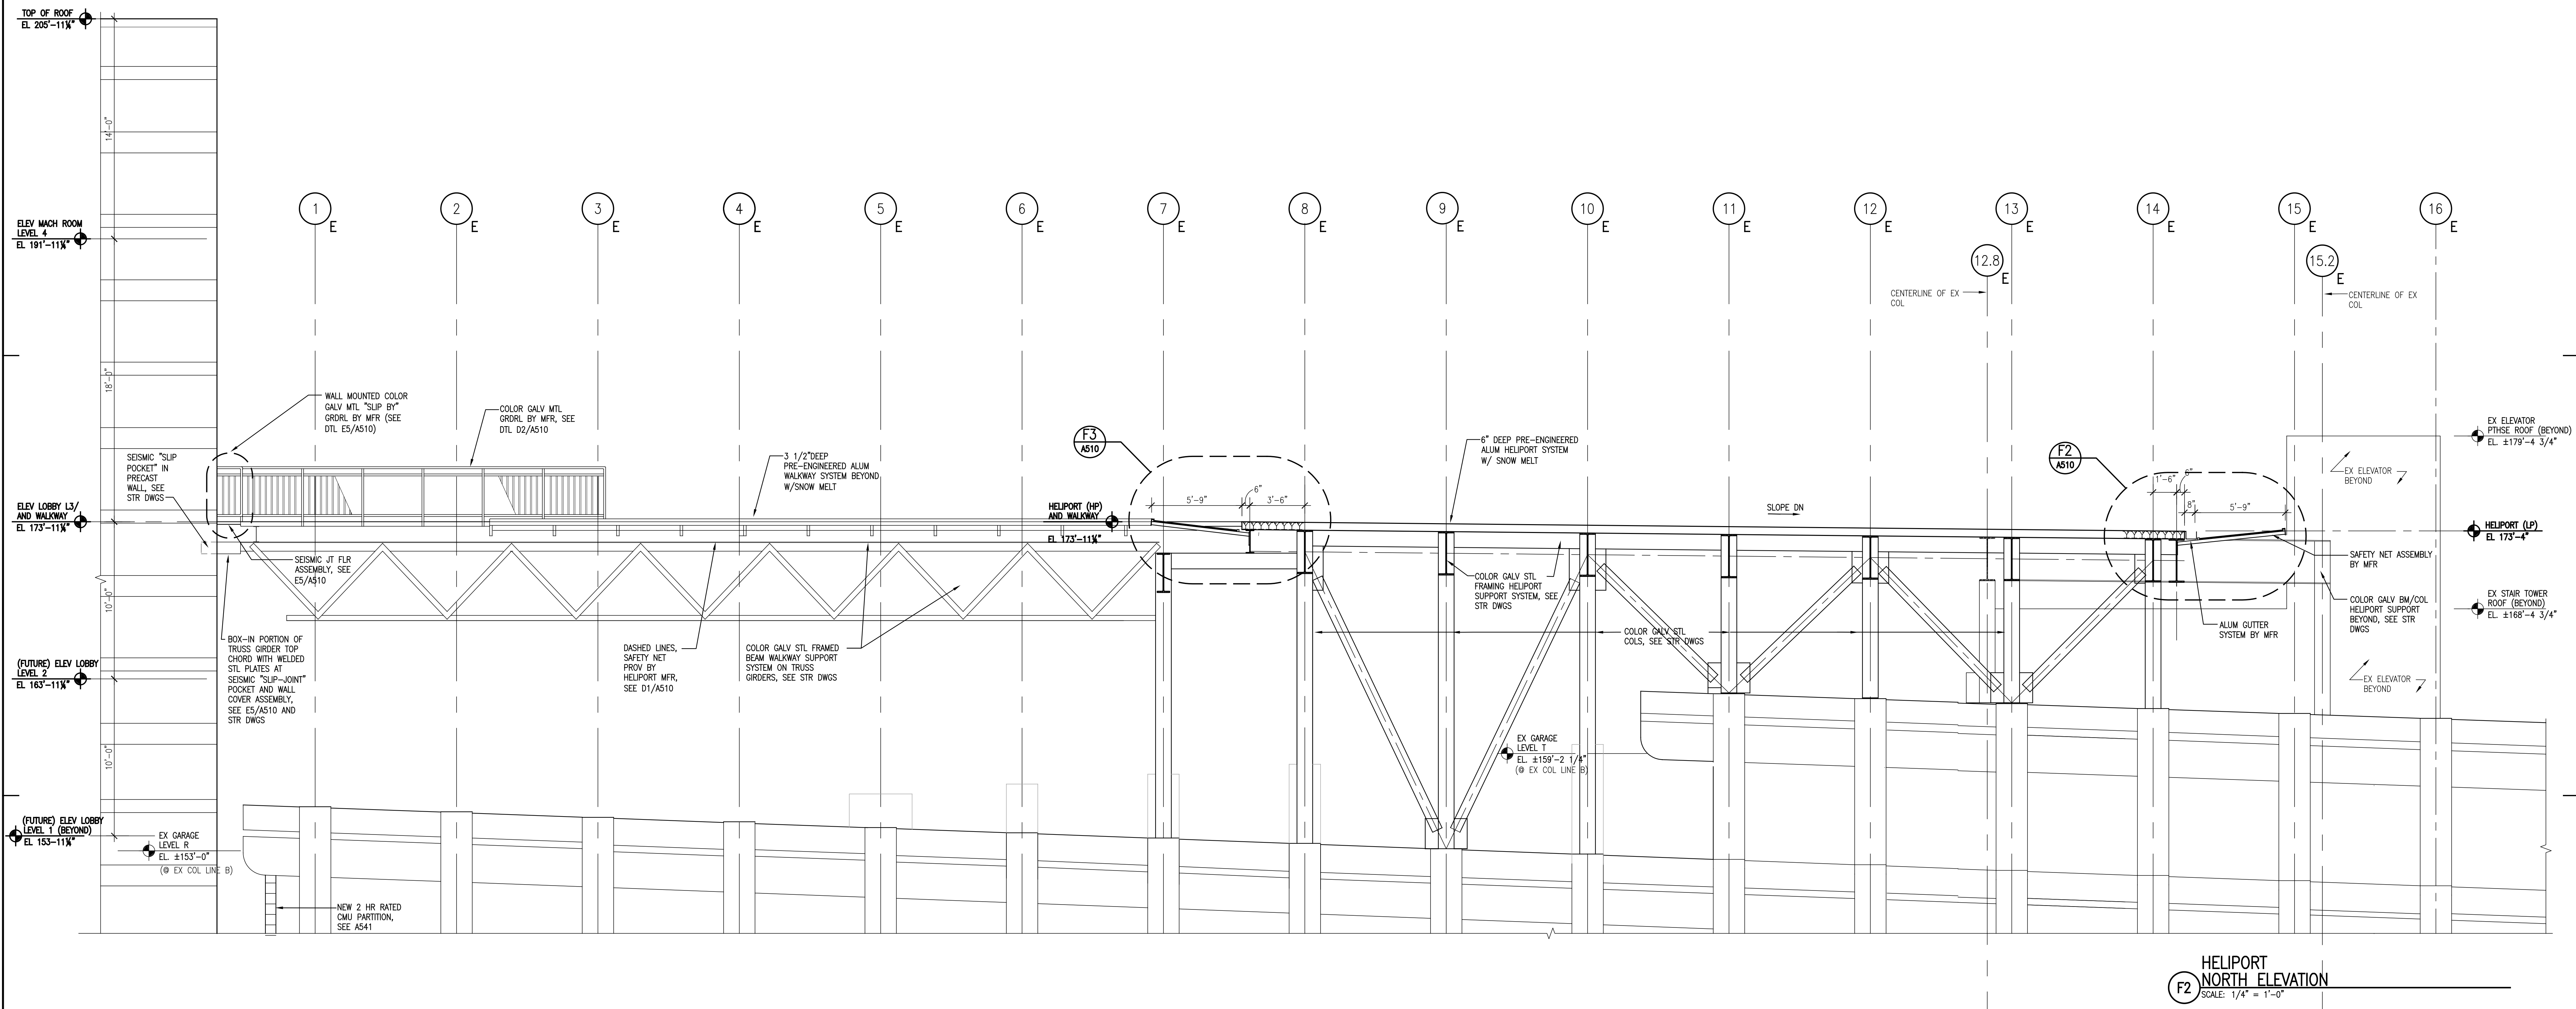 TOP OF ROOF
EL 205'-11¼"
14'-0"
ELEV MACH ROOM
LEVEL 4
EL 191'-11¼"
18'-0"
1
E
2
E
3
E
4
E
5
E
6
E
7
E
8
E
9
E
10
E
11
E
12
E
13
E
14
E
15
E
16
E
12.8
E
15.2
E
CENTERLINE OF EX
COL
CENTERLINE OF EX
COL
WALL MOUNTED COLOR
GALV MTL "SLIP BY"
GRDRL BY MFR (SEE
DTL E5/A510)
COLOR GALV MTL
GRDRL BY MFR, SEE
DTL D2/A510
SEISMIC "SLIP
POCKET" IN
PRECAST
WALL, SEE
STR DWGS
3 1/2"DEEP
PRE-ENGINEERED ALUM
WALKWAY SYSTEM BEYOND
W/SNOW MELT
F3
A510
6" DEEP PRE-ENGINEERED
ALUM HELIPORT SYSTEM
W/ SNOW MELT
F2
A510
EX ELEVATOR
PTHSE ROOF (BEYOND)
EL. ±179'-4 3/4"
EX ELEVATOR
BEYOND
5'-9"
6"
3'-6"
1'-6"
6"
8"
5'-9"
SLOPE DN
ELEV LOBBY L3/
AND WALKWAY
EL 173'-11¼"
HELIPORT (HP)
AND WALKWAY
EL 173'-11¼"
HELIPORT (LP)
EL 173'-4"
SEISMIC JT FLR
ASSEMBLY, SEE
E5/A510
SAFETY NET ASSEMBLY
BY MFR
COLOR GALV STL
FRAMING HELIPORT
SUPPORT SYSTEM, SEE
STR DWGS
10'-0"
EX STAIR TOWER
ROOF (BEYOND)
EL. ±168'-4 3/4"
COLOR GALV BM/COL
HELIPORT SUPPORT
BEYOND, SEE STR
DWGS
ALUM GUTTER
SYSTEM BY MFR
COLOR GALV STL
COLS, SEE STR DWGS
BOX-IN PORTION OF
TRUSS GIRDER TOP
CHORD WITH WELDED
STL PLATES AT
SEISMIC "SLIP-JOINT"
POCKET AND WALL
COVER ASSEMBLY,
SEE E5/A510 AND
STR DWGS
DASHED LINES,
SAFETY NET
PROV BY
HELIPORT MFR,
SEE D1/A510
COLOR GALV STL FRAMED
BEAM WALKWAY SUPPORT
SYSTEM ON TRUSS
GIRDERS, SEE STR DWGS
(FUTURE) ELEV LOBBY
LEVEL 2
EL 163'-11¼"
EX ELEVATOR
BEYOND
10'-0"
EX GARAGE
LEVEL T
EL. ±159'-2 1/4"
(@ EX COL LINE B)
(FUTURE) ELEV LOBBY
LEVEL 1 (BEYOND)
EL 153-11¼"
EX GARAGE
LEVEL R
EL. ±153'-0"
(@ EX COL LINE B)
NEW 2 HR RATED
CMU PARTITION,
SEE A541
F2
HELIPORT
NORTH ELEVATION
SCALE: 1/4" = 1'-0"